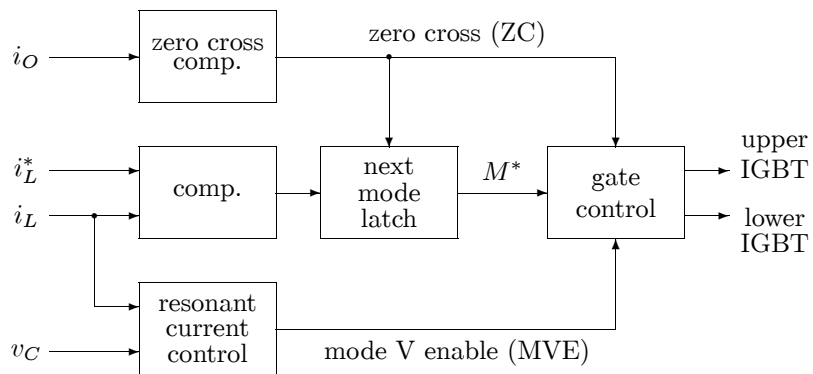 zero cross (ZC)
i_O
zero cross
comp.
i_L^*
i_L
comp.
next
mode
latch
M^*
gate
control
upper
IGBT
lower
IGBT
resonant
current
control
v_C
mode V enable (MVE)